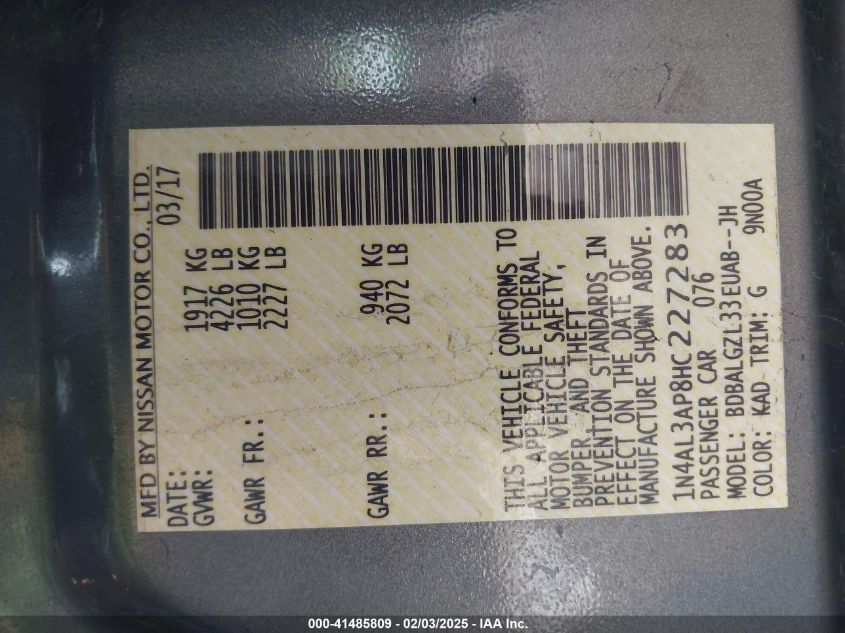 MFD BY NISSAN MOTOR CO., LTD.
DATE: 03/17
GVWR: 1917 KG
4226 LB
GAWR FR.: 1010 KG
2227 LB
GAWR RR.: 940 KG
2072 LB
THIS VEHICLE CONFORMS TO
ALL APPLICABLE FEDERAL
MOTOR VEHICLE SAFETY,
BUMPER, AND THEFT
PREVENTION STANDARDS IN
EFFECT ON THE DATE OF
MANUFACTURE SHOWN ABOVE.
1N4AL3AP8HC227283
PASSENGER CAR 076
MODEL: BDBALGZL33EUAB--JH
COLOR: KAD TRIM: G 9N00A
000-41485809 - 02/03/2025 - IAA Inc.